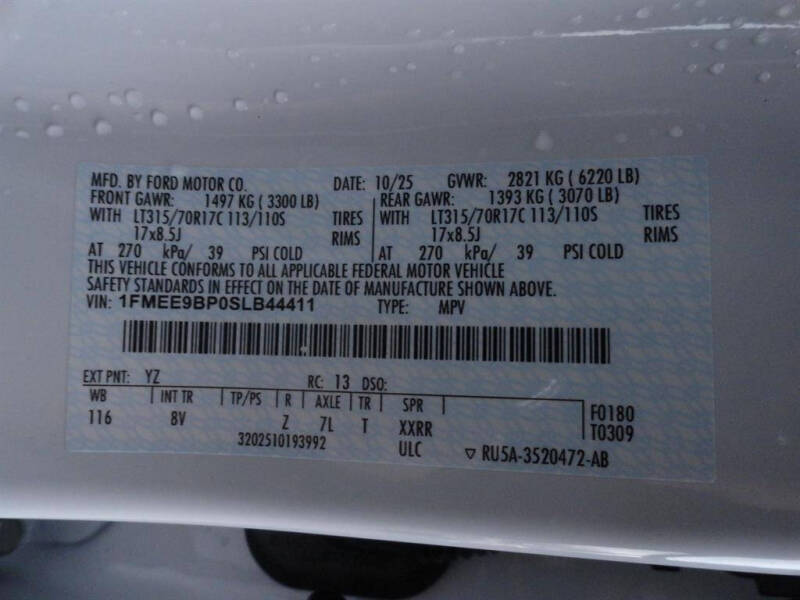 MFD. BY FORD MOTOR CO. DATE: 10/25 GVWR: 2821 KG ( 6220 LB)
FRONT GAWR: 1497 KG ( 3300 LB) REAR GAWR: 1393 KG ( 3070 LB)
WITH LT315/70R17C 113/110S TIRES WITH LT315/70R17C 113/110S TIRES
17x8.5J RIMS 17x8.5J RIMS
AT 270 kPa/ 39 PSI COLD AT 270 kPa/ 39 PSI COLD
THIS VEHICLE CONFORMS TO ALL APPLICABLE FEDERAL MOTOR VEHICLE
SAFETY STANDARDS IN EFFECT ON THE DATE OF MANUFACTURE SHOWN ABOVE.
VIN: 1FMEE9BP0SLB44411 TYPE: MPV
EXT PNT: YZ RC: 13 DSO:
WB INT TR TP/PS R AXLE TR SPR F0180
116 8V Z 7L T XXRR T0309
3202510193992 ULC ▽ RU5A-3520472-AB